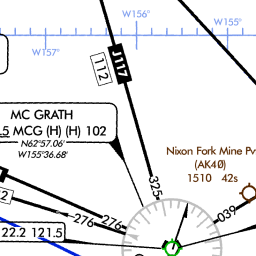 W157°
W156°
W155°
J117
112
MC GRATH
5 MCG (H) (H) 102
N62°57.06'
W155°36.68'
Nixon Fork Mine Pv
(AK40)
1510 42s
325
039
276
276
2
22.2 121.5